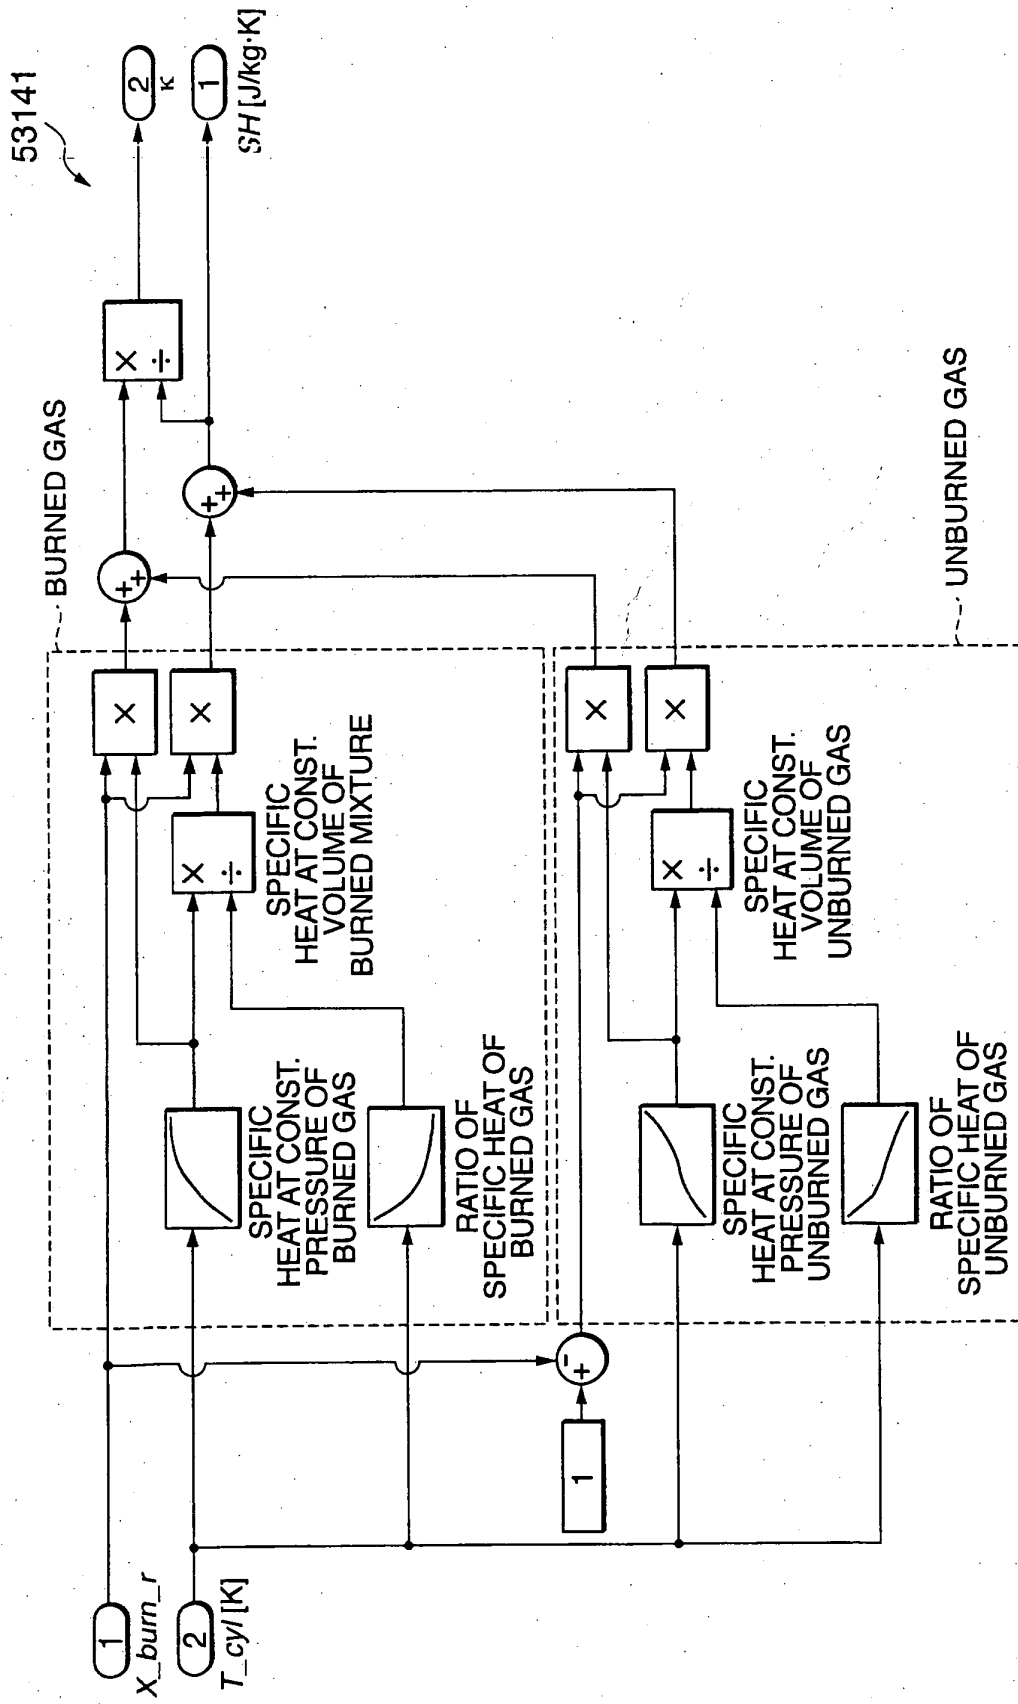 53141
2
κ
1
SH [J/kg·K]
×
÷
BURNED GAS
UNBURNED GAS
+
+
+
+
×
×
×
÷
SPECIFIC
HEAT AT CONST.
VOLUME OF
BURNED MIXTURE
SPECIFIC
HEAT AT CONST.
PRESSURE OF
BURNED GAS
RATIO OF
SPECIFIC HEAT OF
BURNED GAS
×
×
×
÷
SPECIFIC
HEAT AT CONST.
VOLUME OF
UNBURNED GAS
SPECIFIC
HEAT AT CONST.
PRESSURE OF
UNBURNED GAS
RATIO OF
SPECIFIC HEAT OF
UNBURNED GAS
-
+
1
1
X_burn_r
2
T_cyl [K]